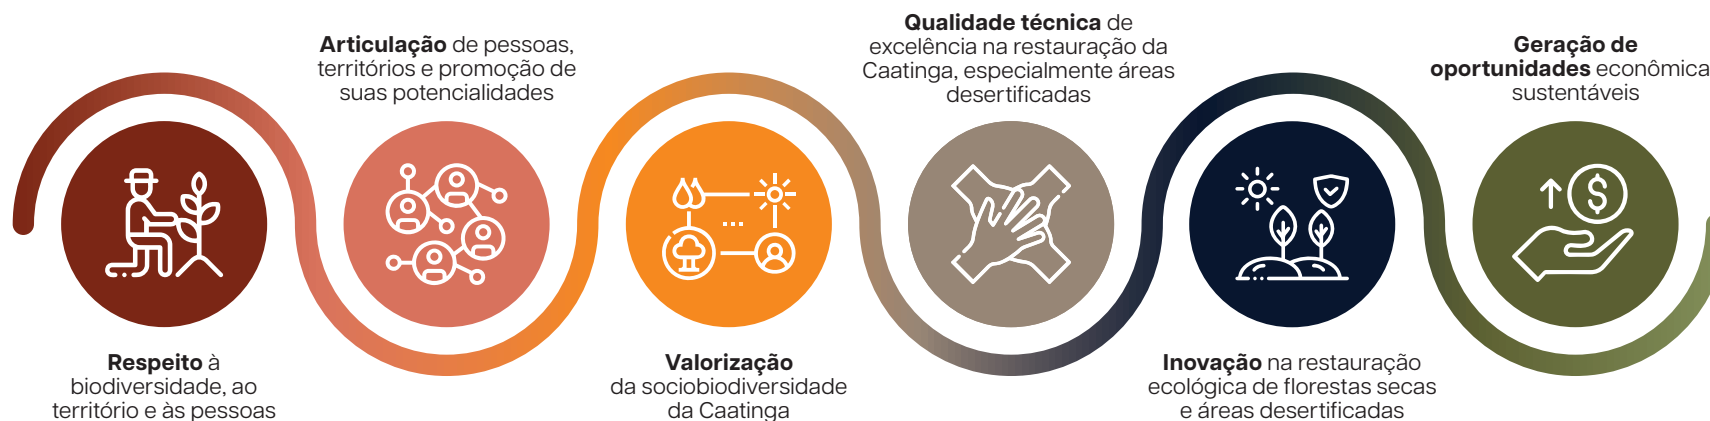 Respeito à
biodiversidade, ao
território e às pessoas
Articulação de pessoas,
territórios e promoção de
suas potencialidades
Valorização
da sociobiodiversidade
da Caatinga
Qualidade técnica de
excelência na restauração da
Caatinga, especialmente áreas
desertificadas
Inovação na restauração
ecológica de florestas secas
e áreas desertificadas
Geração de
oportunidades econômica
sustentáveis